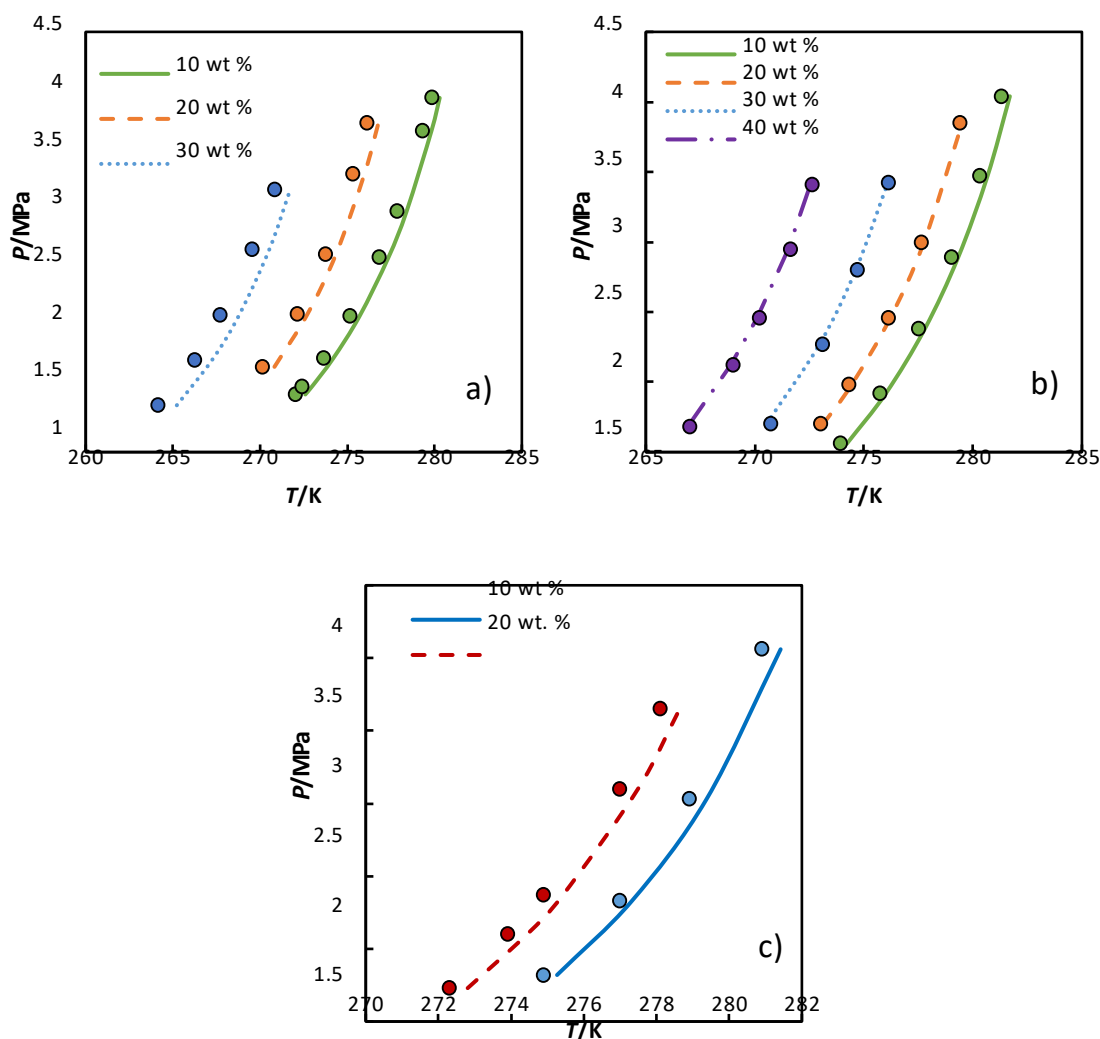 4.5
4
3.5
3
2.5
2
1.5
1
P/MPa
10 wt %
20 wt %
30 wt %
a)
260 265 270 275 280 285
T/K
4.5
4
3.5
3
2.5
2
1.5
P/MPa
10 wt %
20 wt %
30 wt %
40 wt %
b)
265 270 275 280 285
T/K
4
3.5
3
2.5
2
1.5
P/MPa
10 wt %
20 wt. %
c)
270 272 274 276 278 280 282
T/K